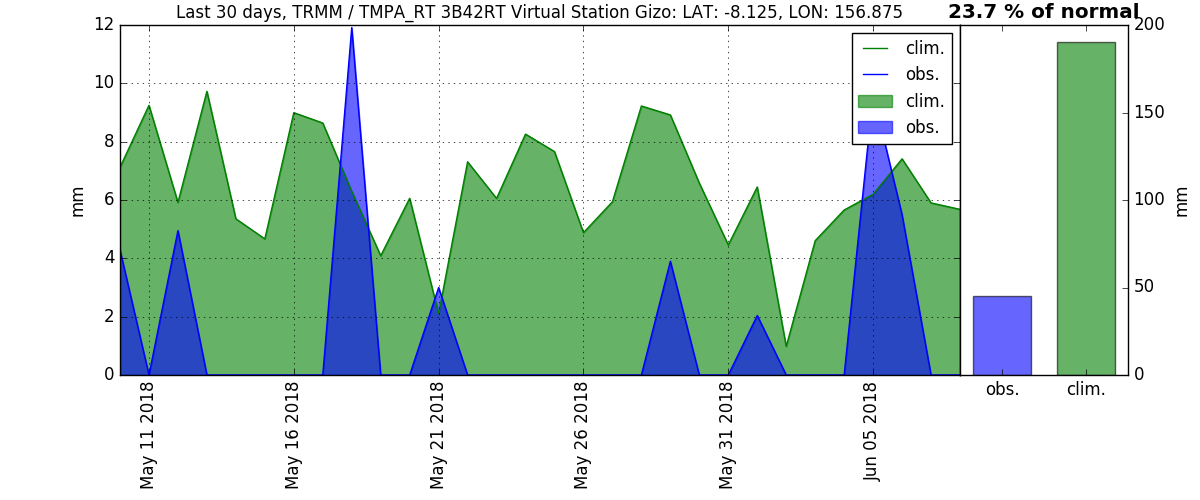 Last 30 days, TRMM / TMPA_RT 3B42RT Virtual Station Gizo: LAT: -8.125, LON: 156.875
23.7 % of normal
12
10
8
6
4
2
0
mm
clim.
obs.
clim.
obs.
May 11 2018
May 16 2018
May 21 2018
May 26 2018
May 31 2018
Jun 05 2018
200
150
100
50
0
mm
obs.
clim.